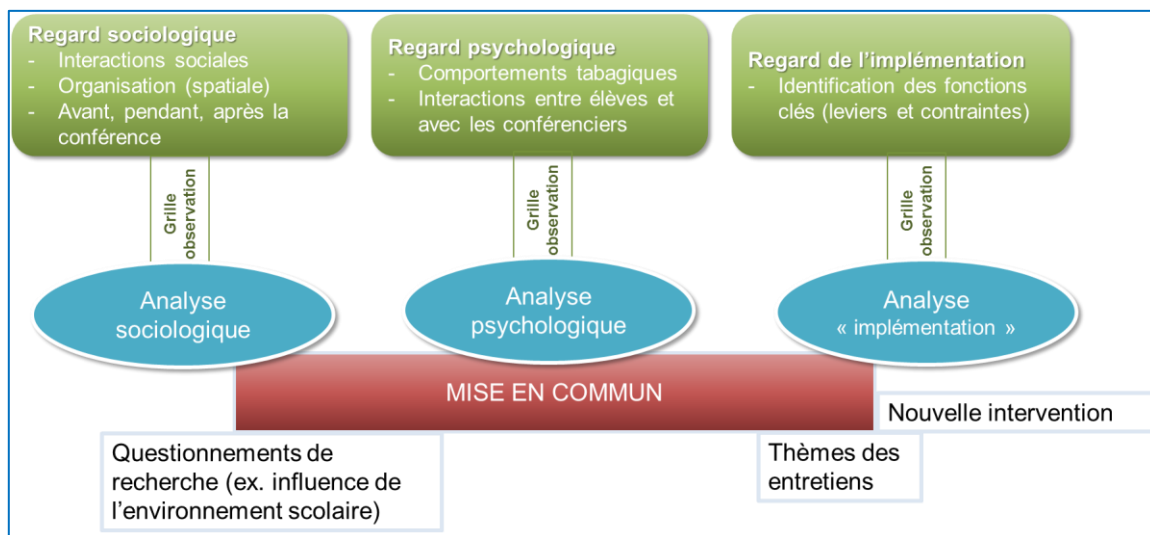 Regard sociologique
- Interactions sociales
- Organisation (spatiale)
- Avant, pendant, après la
conférence
Regard psychologique
- Comportements tabagiques
- Interactions entre élèves et
avec les conférenciers
Regard de l'implémentation
- Identification des fonctions
clés (leviers et contraintes)
Grille
observation
Grille
observation
Grille
observation
Analyse
sociologique
Analyse
psychologique
Analyse
« implémentation »
MISE EN COMMUN
Nouvelle intervention
Questionnements de
recherche (ex. influence de
l'environnement scolaire)
Thèmes des
entretiens